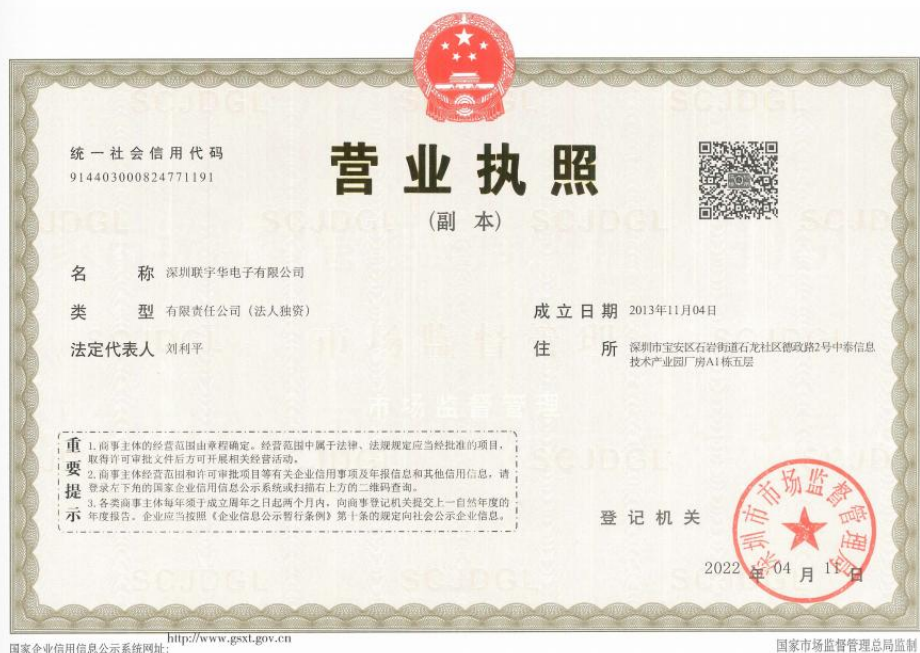 统一社会信用代码
914403000824771191
营业执照
(副 本)
名 称 深圳联宇华电子有限公司
类 型 有限责任公司（法人独资）
法定代表人 刘利平
成立日期 2013年11月04日
住 所 深圳市宝安区石岩街道石龙社区德政路2号中泰信息
技术产业园厂房A1栋五层
重要提示
1.商事主体的经营范围由章程确定。经营范围中属于法律、法规规定应当经批准的项目，
取得许可审批文件后方可开展相关经营活动。
2.商事主体经营范围和许可审批项目等有关企业信用事项及年报信息和其他信用信息，请
登录左下角的国家企业信用信息公示系统或扫描右上方的二维码查询。
3.各类商事主体每年须于成立周年之日起两个月内，向商事登记机关提交上一自然年度的
年度报告。企业应当按照《企业信息公示暂行条例》第十条的规定向社会公示企业信息。
登记机关
深圳市市场监督管理局
2022 年 04 月 11 日
国家企业信用信息公示系统网址：http://www.gsxt.gov.cn
国家市场监督管理总局监制
SCJDGL
市场监督管理